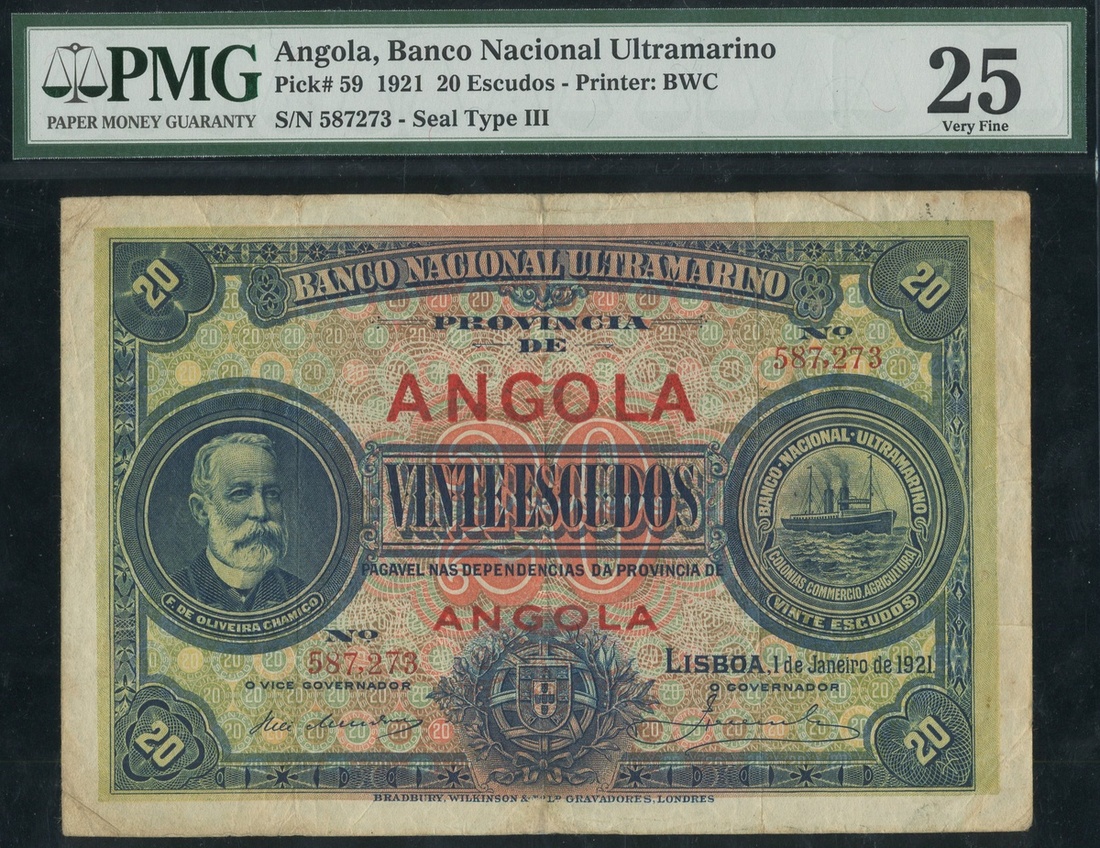 PMG
PAPER MONEY GUARANTY
Angola, Banco Nacional Ultramarino
Pick# 59 1921 20 Escudos - Printer: BWC
S/N 587273 - Seal Type III
25
Very Fine
20
BANCO NACIONAL ULTRAMARINO
20
PROVINCIA
DE
ANGOLA
No
587,273
20
VINTE ESCUDOS
F. DE OLIVEIRA CHAMIÇO
BANCO·NACIONAL·ULTRAMARINO
COLONIAS, COMMERCIO, AGRICULTURA
VINTE ESCUDOS
PAGAVEL NAS DEPENDENCIAS DA PROVINCIA DE
ANGOLA
No
587,273
LISBOA, 1 de Janeiro de 1921
O VICE GOVERNADOR
O GOVERNADOR
20
20
BRADBURY, WILKINSON & Co Ld GRAVADORES, LONDRES